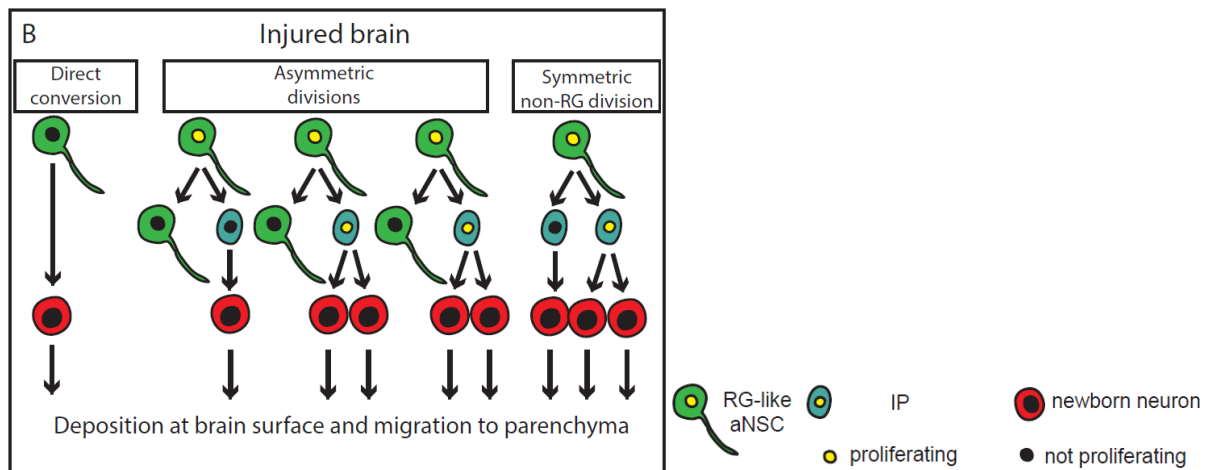 B
Injured brain
Direct
conversion
Asymmetric
divisions
Symmetric
non-RG division
Deposition at brain surface and migration to parenchyma
RG-like
aNSC
IP
newborn neuron
proliferating
not proliferating